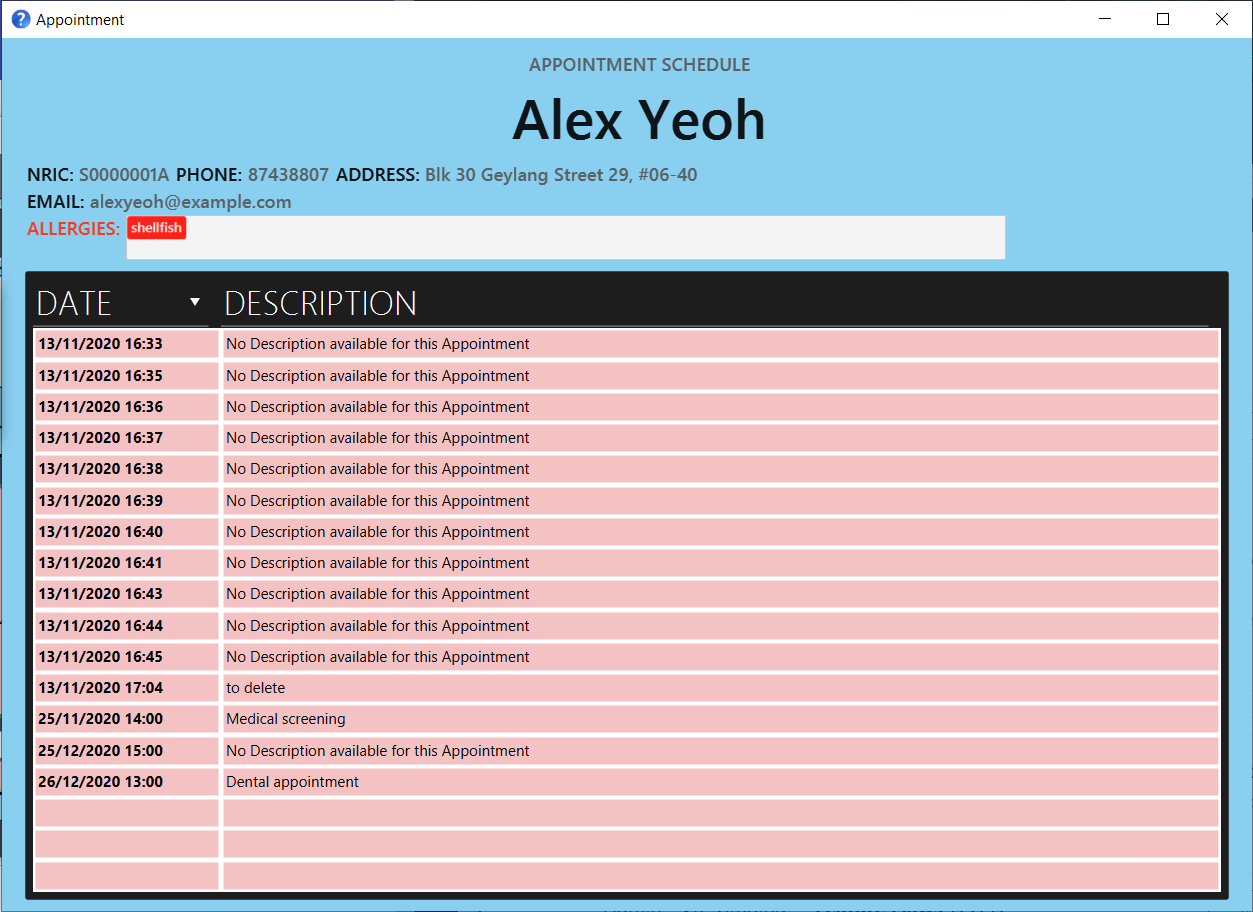 Appointment
APPOINTMENT SCHEDULE
Alex Yeoh
NRIC: S0000001A PHONE: 87438807 ADDRESS: Blk 30 Geylang Street 29, #06-40
EMAIL: alexyeoh@example.com
ALLERGIES: shellfish
DATE DESCRIPTION
13/11/2020 16:33 No Description available for this Appointment
13/11/2020 16:35 No Description available for this Appointment
13/11/2020 16:36 No Description available for this Appointment
13/11/2020 16:37 No Description available for this Appointment
13/11/2020 16:38 No Description available for this Appointment
13/11/2020 16:39 No Description available for this Appointment
13/11/2020 16:40 No Description available for this Appointment
13/11/2020 16:41 No Description available for this Appointment
13/11/2020 16:43 No Description available for this Appointment
13/11/2020 16:44 No Description available for this Appointment
13/11/2020 16:45 No Description available for this Appointment
13/11/2020 17:04 to delete
25/11/2020 14:00 Medical screening
25/12/2020 15:00 No Description available for this Appointment
26/12/2020 13:00 Dental appointment